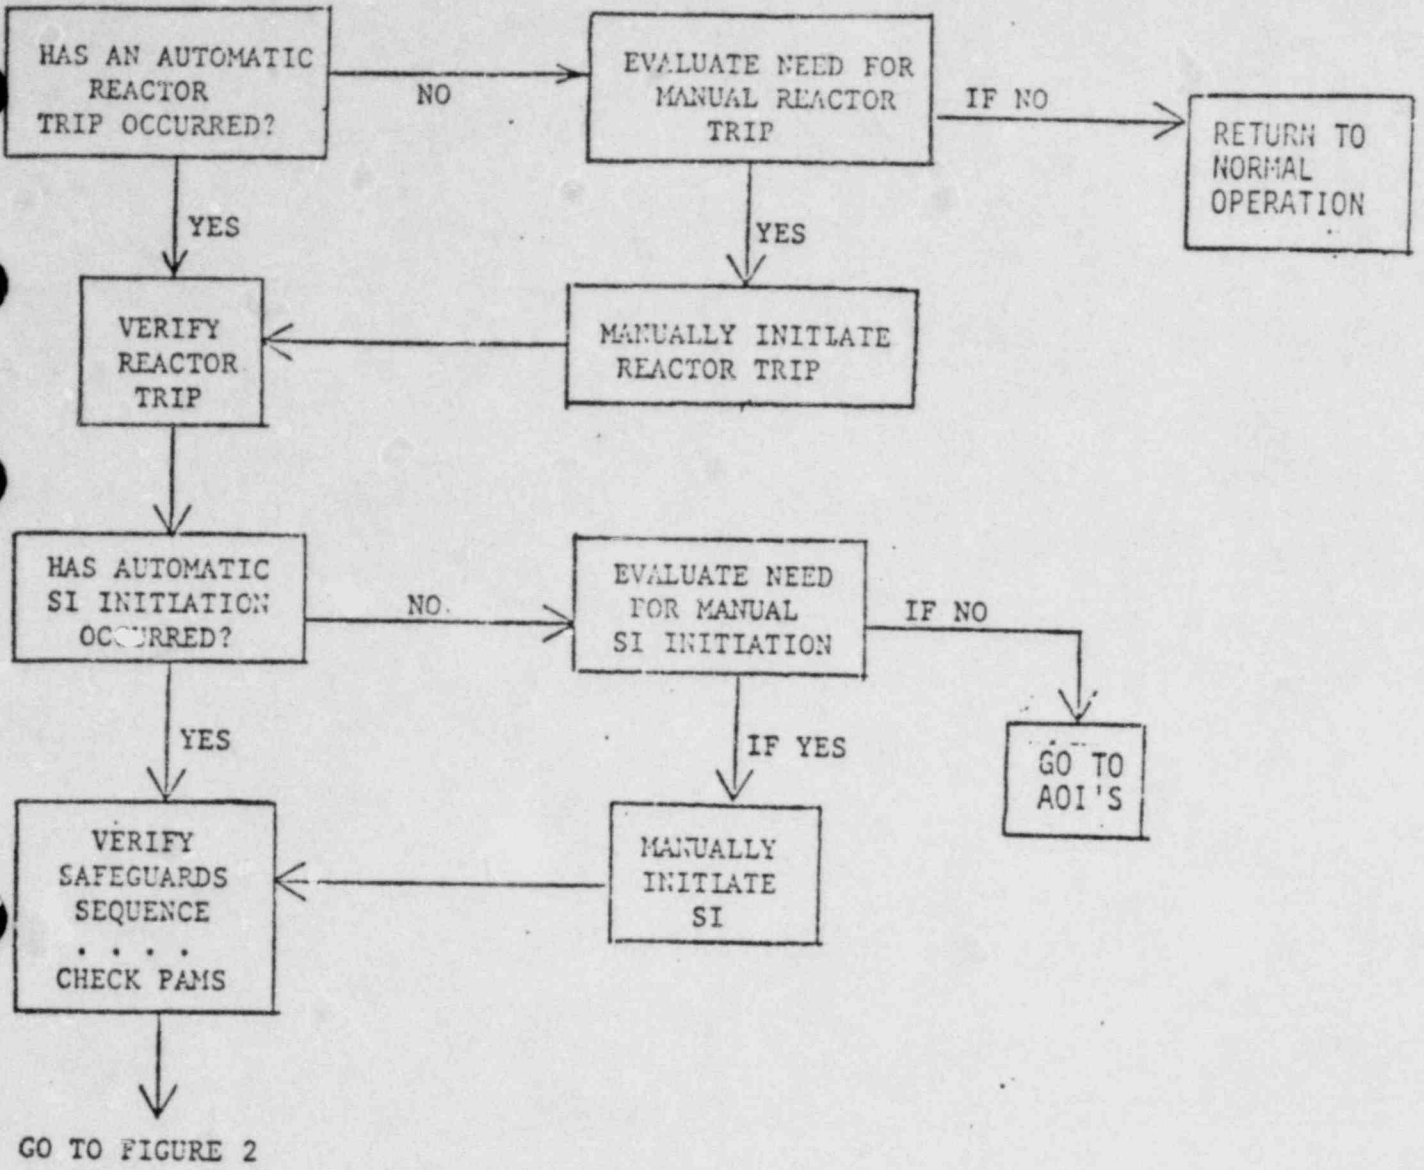 HAS AN AUTOMATIC
REACTOR
TRIP OCCURRED?
NO
EVALUATE NEED FOR
MANUAL REACTOR
TRIP
IF NO
RETURN TO
NORMAL
OPERATION
YES
YES
VERIFY
REACTOR
TRIP
MANUALLY INITIATE
REACTOR TRIP
HAS AUTOMATIC
SI INITIATION
OCCURRED?
NO.
EVALUATE NEED
FOR MANUAL
SI INITIATION
IF NO
GO TO
AOI'S
YES
IF YES
VERIFY
SAFEGUARDS
SEQUENCE
. . . .
CHECK PAMS
MANUALLY
INITIATE
SI
GO TO FIGURE 2